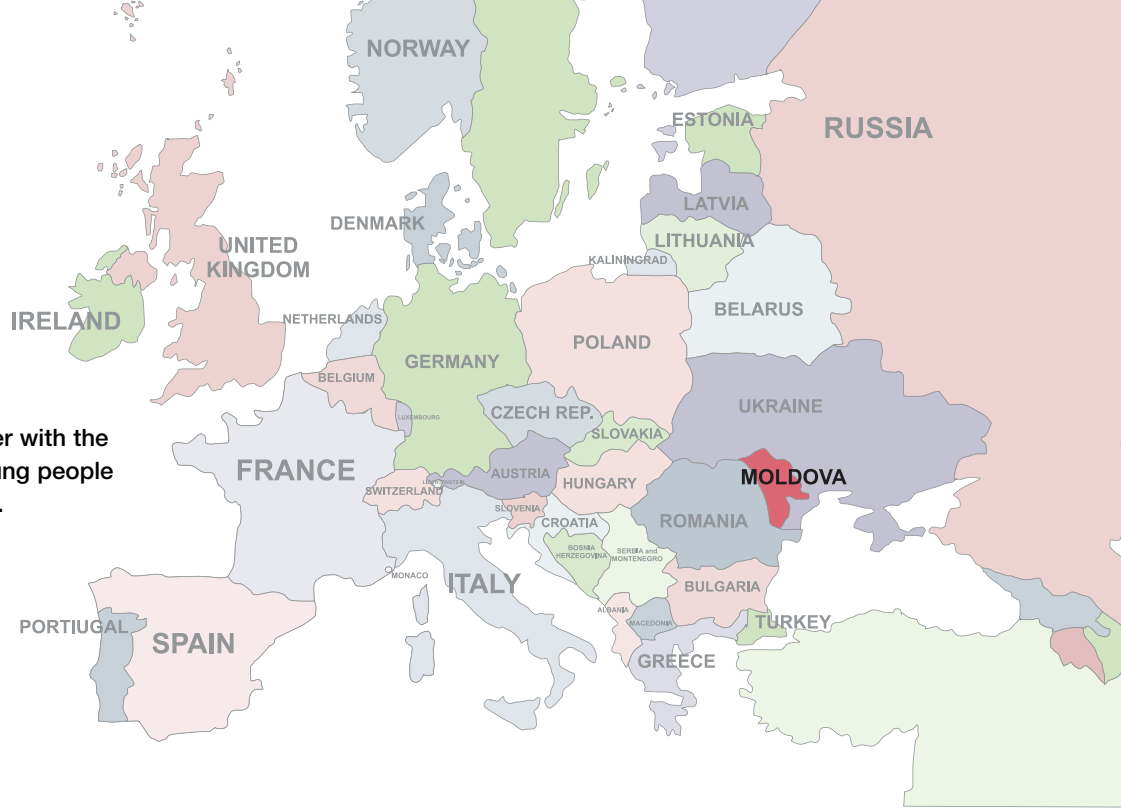 NORWAY
ESTONIA
RUSSIA
LATVIA
DENMARK
LITHUANIA
UNITED
KINGDOM
KALININGRAD
BELARUS
IRELAND
NETHERLANDS
POLAND
GERMANY
BELGIUM
UKRAINE
LUXEMBOURG
CZECH REP.
SLOVAKIA
er with the
ung people
.
FRANCE
AUSTRIA
MOLDOVA
SWITZERLAND
LIECHTENSTEIN
HUNGARY
SLOVENIA
CROATIA
ROMANIA
BOSNIA
HERZEGOVINA
SERBIA and
MONTENEGRO
MONACO
ITALY
BULGARIA
ALBANIA
MACEDONIA
TURKEY
PORTIUGAL
SPAIN
GREECE